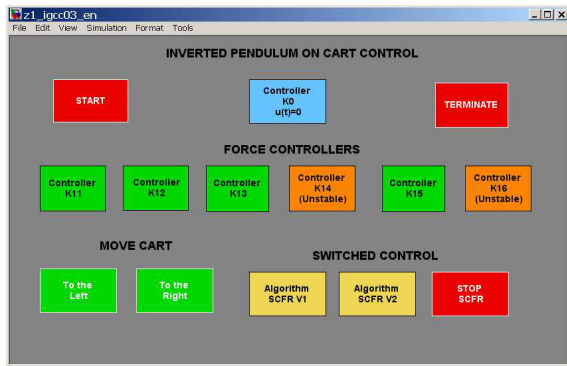 z1_igcc03_en
File Edit View Simulation Format Tools
INVERTED PENDULUM ON CART CONTROL
START
Controller
K0
u(t)=0
TERMINATE
FORCE CONTROLLERS
Controller
K11
Controller
K12
Controller
K13
Controller
K14
(Unstable)
Controller
K15
Controller
K16
(Unstable)
MOVE CART
SWITCHED CONTROL
To the
Left
To the
Right
Algorithm
SCFR V1
Algorithm
SCFR V2
STOP
SCFR